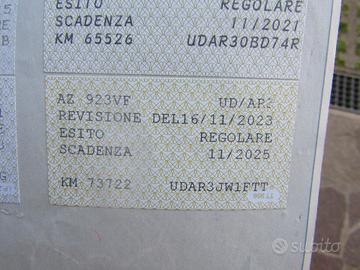 ESITO REGOLARE
SCADENZA 11/2021
KM 65526 UDAR30BD74R
AZ 923VF UD/AR2
REVISIONE DEL16/11/2023
ESITO REGOLARE
SCADENZA 11/2025
KM 73722 UDAR3JW1FTT
subito